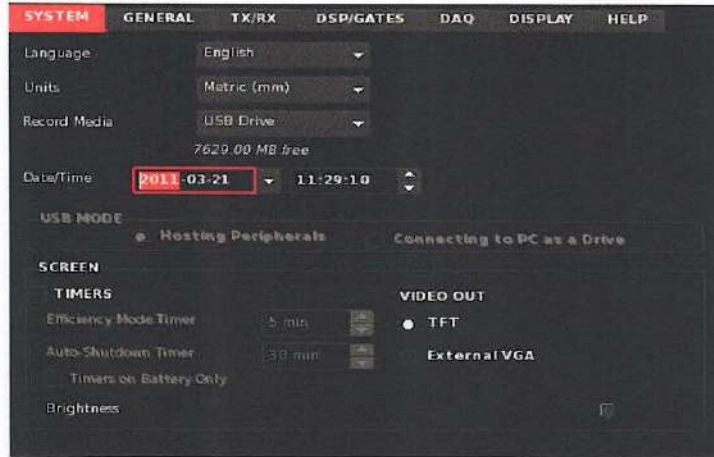 SYSTEM GENERAL TX/RX DSP/GATES DAQ DISPLAY HELP
Language English
Units Metric (mm)
Record Media USB Drive
7629.00 MB free
Date/Time 2011-03-21 11:29:10
USB MODE
Hosting Peripherals Connecting to PC as a Drive
SCREEN
TIMERS VIDEO OUT
Efficiency Mode Timer 5 min TFT
Auto-Shutdown Timer 30 min External VGA
Timers on Battery Only
Brightness